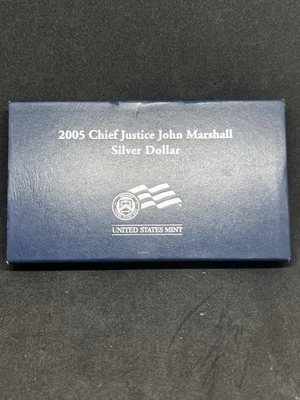 2005 Chief Justice John Marshall
Silver Dollar
UNITED STATES MINT